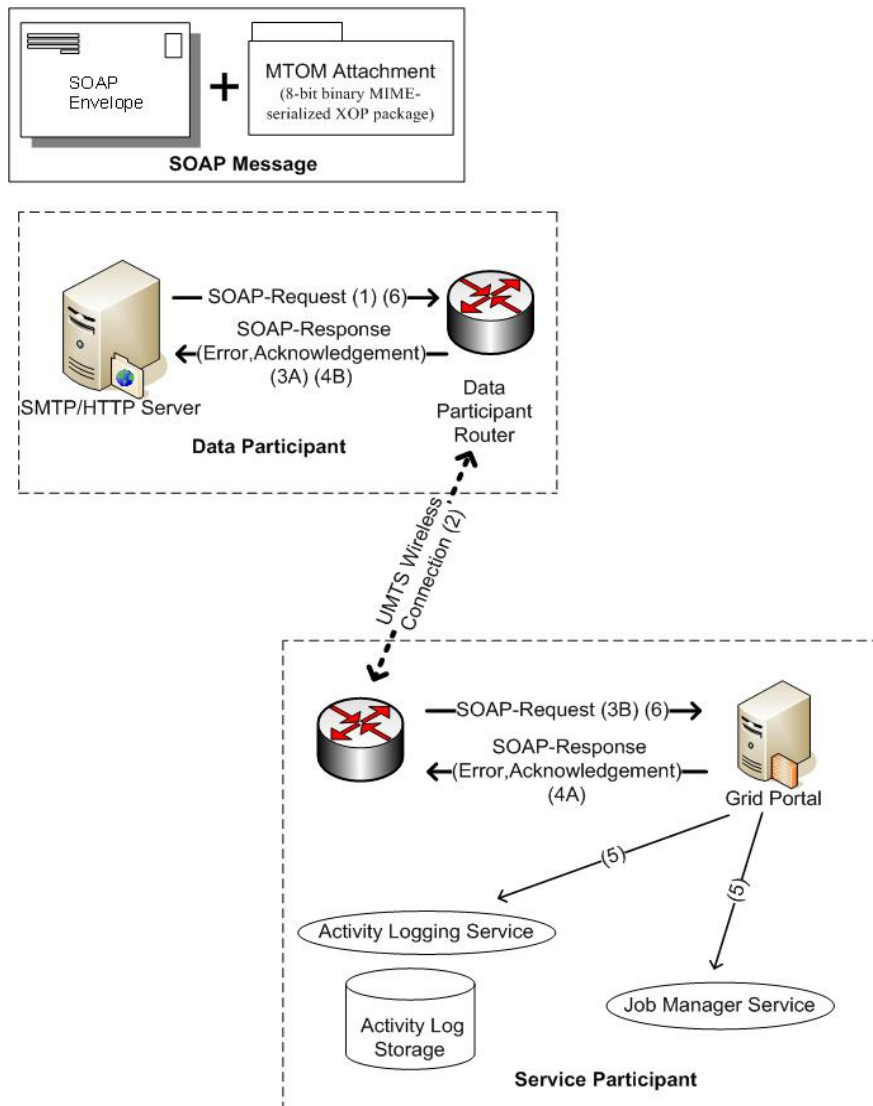 SOAP
Envelope
+
MTOM Attachment
(8-bit binary MIME-
serialized XOP package)
SOAP Message
SOAP-Request (1) (6)
SOAP-Response
(Error,Acknowledgement)
(3A) (4B)
SMTP/HTTP Server
Data
Participant
Router
Data Participant
UMTS Wireless
Connection (2)
SOAP-Request (3B) (6)
SOAP-Response
(Error,Acknowledgement)
(4A)
Grid Portal
(5)
(5)
Activity Logging Service
Activity Log
Storage
Job Manager Service
Service Participant